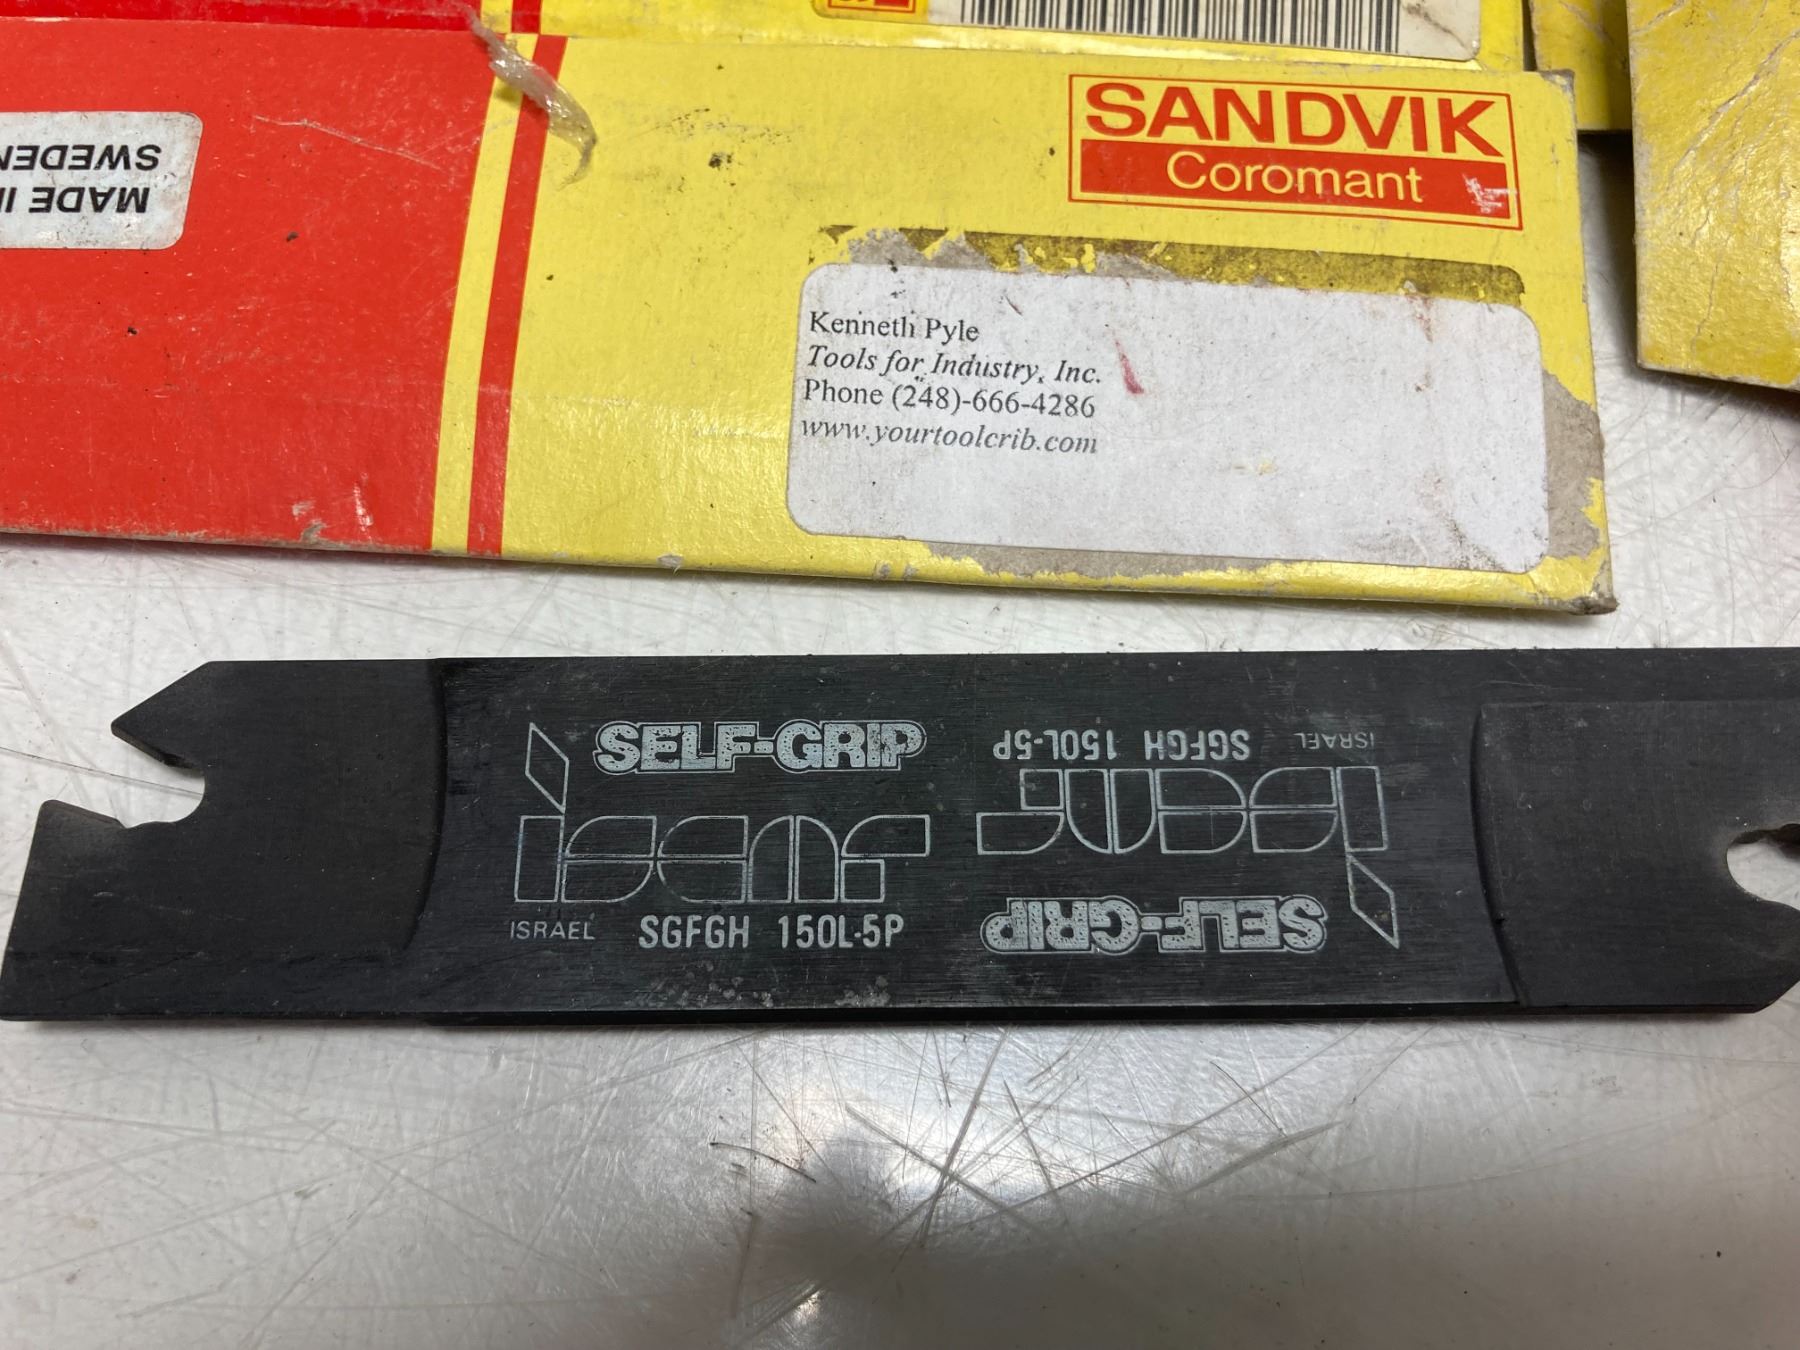 SANDVIK
Coromant
MADE IN
SWEDEN
Kenneth Pyle
Tools for Industry, Inc.
Phone (248)-666-4286
www.yourtoolcrib.com
SELF-GRIP
iscar
ISRAEL SGFGH 150L-5P
SELF-GRIP
iscar
ISRAEL SGFGH 150L-5P